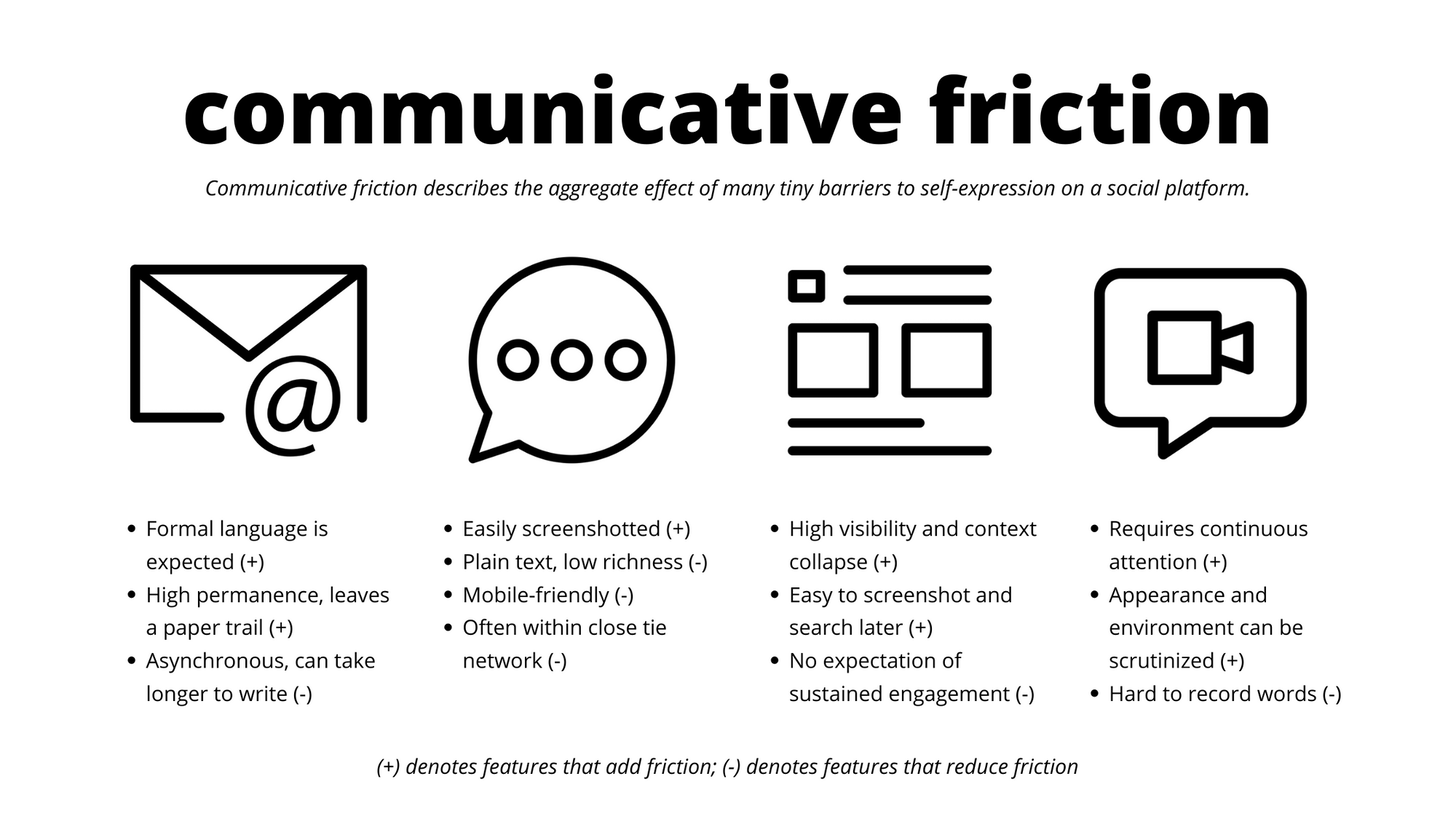 communicative friction
Communicative friction describes the aggregate effect of many tiny barriers to self-expression on a social platform.
@
• Formal language is
expected (+)
• High permanence, leaves
a paper trail (+)
• Asynchronous, can take
longer to write (-)
• Easily screenshotted (+)
• Plain text, low richness (-)
• Mobile-friendly (-)
• Often within close tie
network (-)
• High visibility and context
collapse (+)
• Easy to screenshot and
search later (+)
• No expectation of
sustained engagement (-)
• Requires continuous
attention (+)
• Appearance and
environment can be
scrutinized (+)
• Hard to record words (-)
(+) denotes features that add friction; (-) denotes features that reduce friction